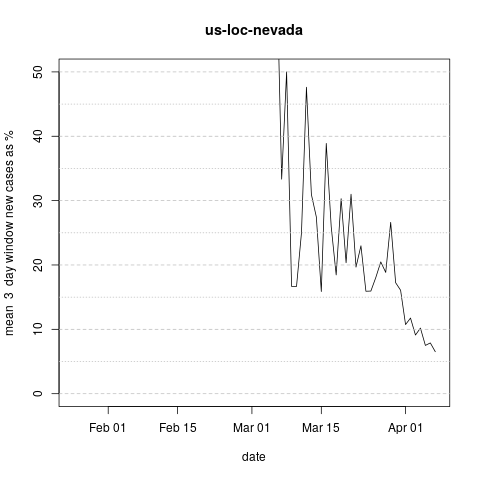 us-loc-nevada
mean 3 day window new cases as %
50
40
30
20
10
0
Feb 01
Feb 15
Mar 01
Mar 15
Apr 01
date